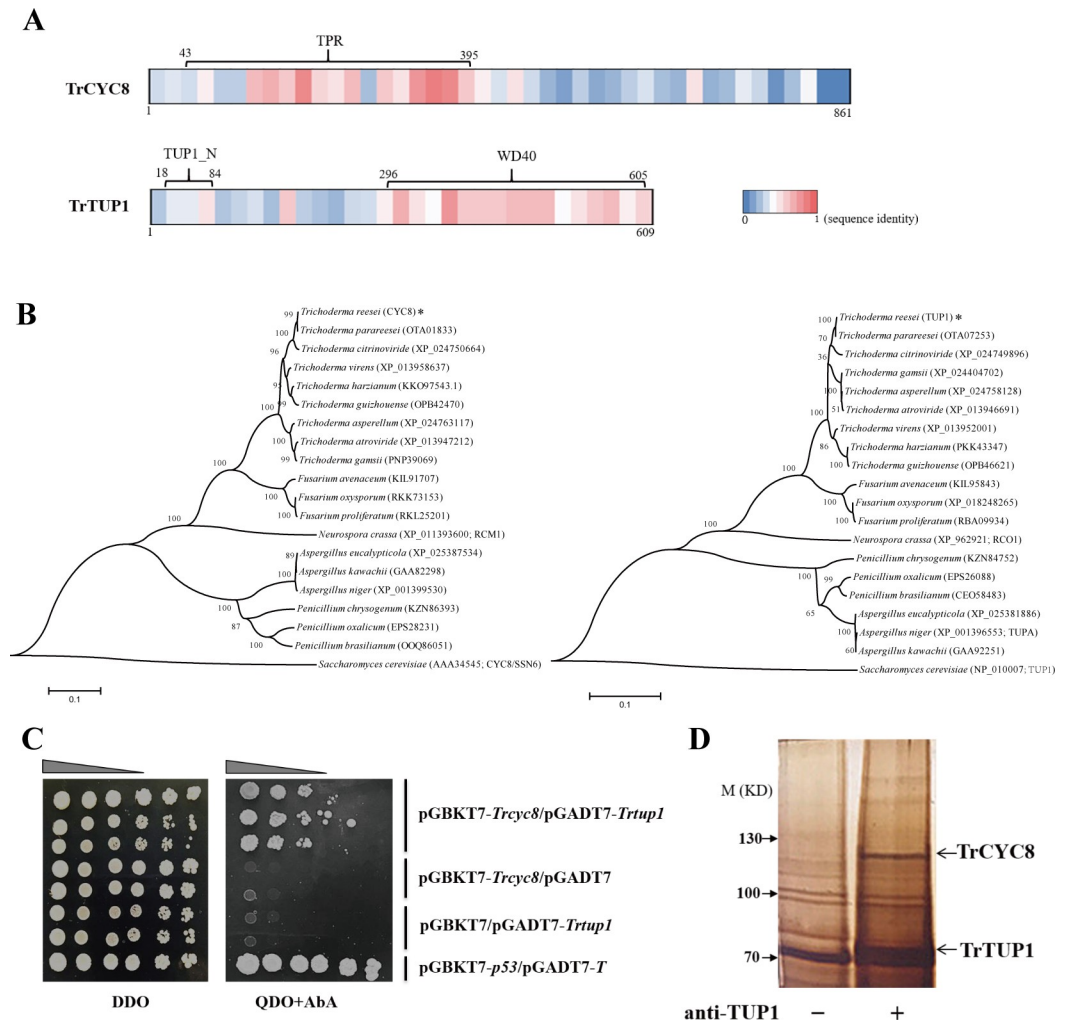 A
TPR
43
395
TrCYC8
1
861
TUP1_N
WD40
18
84
296
605
TrTUP1
1
609
0
1
(sequence identity)
B
99
Trichoderma reesei (CYC8) *
100
Trichoderma parareesei (OTA01833)
96
Trichoderma citrinoviride (XP_024750664)
Trichoderma virens (XP_013958637)
Trichoderma harzianum (KKO97543.1)
Trichoderma guizhouense (OPB42470)
100
Trichoderma asperellum (XP_024763117)
100
Trichoderma atroviride (XP_013947212)
99
Trichoderma gamsii (PNP39069)
100
Fusarium avenaceum (KIL91707)
100
Fusarium oxysporum (RKK73153)
100
Fusarium proliferatum (RKL25201)
100
Neurospora crassa (XP_011393600; RCM1)
89
Aspergillus eucalypticola (XP_025387534)
100
Aspergillus kawachii (GAA82298)
Aspergillus niger (XP_001399530)
100
Penicillium chrysogenum (KZN86393)
87
Penicillium oxalicum (EPS28231)
100
Penicillium brasilianum (OOQ86051)
Saccharomyces cerevisiae (AAA34545; CYC8/SSN6)
0.1
100
Trichoderma reesei (TUP1) *
70
Trichoderma parareesei (OTA07253)
36
Trichoderma citrinoviride (XP_024749896)
Trichoderma gamsii (XP_024404702)
100
Trichoderma asperellum (XP_024758128)
51
Trichoderma atroviride (XP_013946691)
100
Trichoderma virens (XP_013952001)
86
Trichoderma harzianum (PKK43347)
100
Trichoderma guizhouense (OPB46621)
100
Fusarium avenaceum (KIL95843)
100
Fusarium oxysporum (XP_018248265)
100
Fusarium proliferatum (RBA09934)
100
Neurospora crassa (XP_962921; RCO1)
Penicillium chrysogenum (KZN84752)
100
99
Penicillium oxalicum (EPS26088)
Penicillium brasilianum (CEO58483)
65
Aspergillus eucalypticola (XP_025381886)
100
Aspergillus niger (XP_001396553; TUPA)
60
Aspergillus kawachii (GAA92251)
Saccharomyces cerevisiae (NP_010007; TUP1)
0.1
C
pGBKT7-Trcyc8/pGADT7-Trtup1
pGBKT7-Trcyc8/pGADT7
pGBKT7/pGADT7-Trtup1
pGBKT7-p53/pGADT7-T
DDO
QDO+AbA
D
M (KD)
130
TrCYC8
100
70
TrTUP1
anti-TUP1
−
+